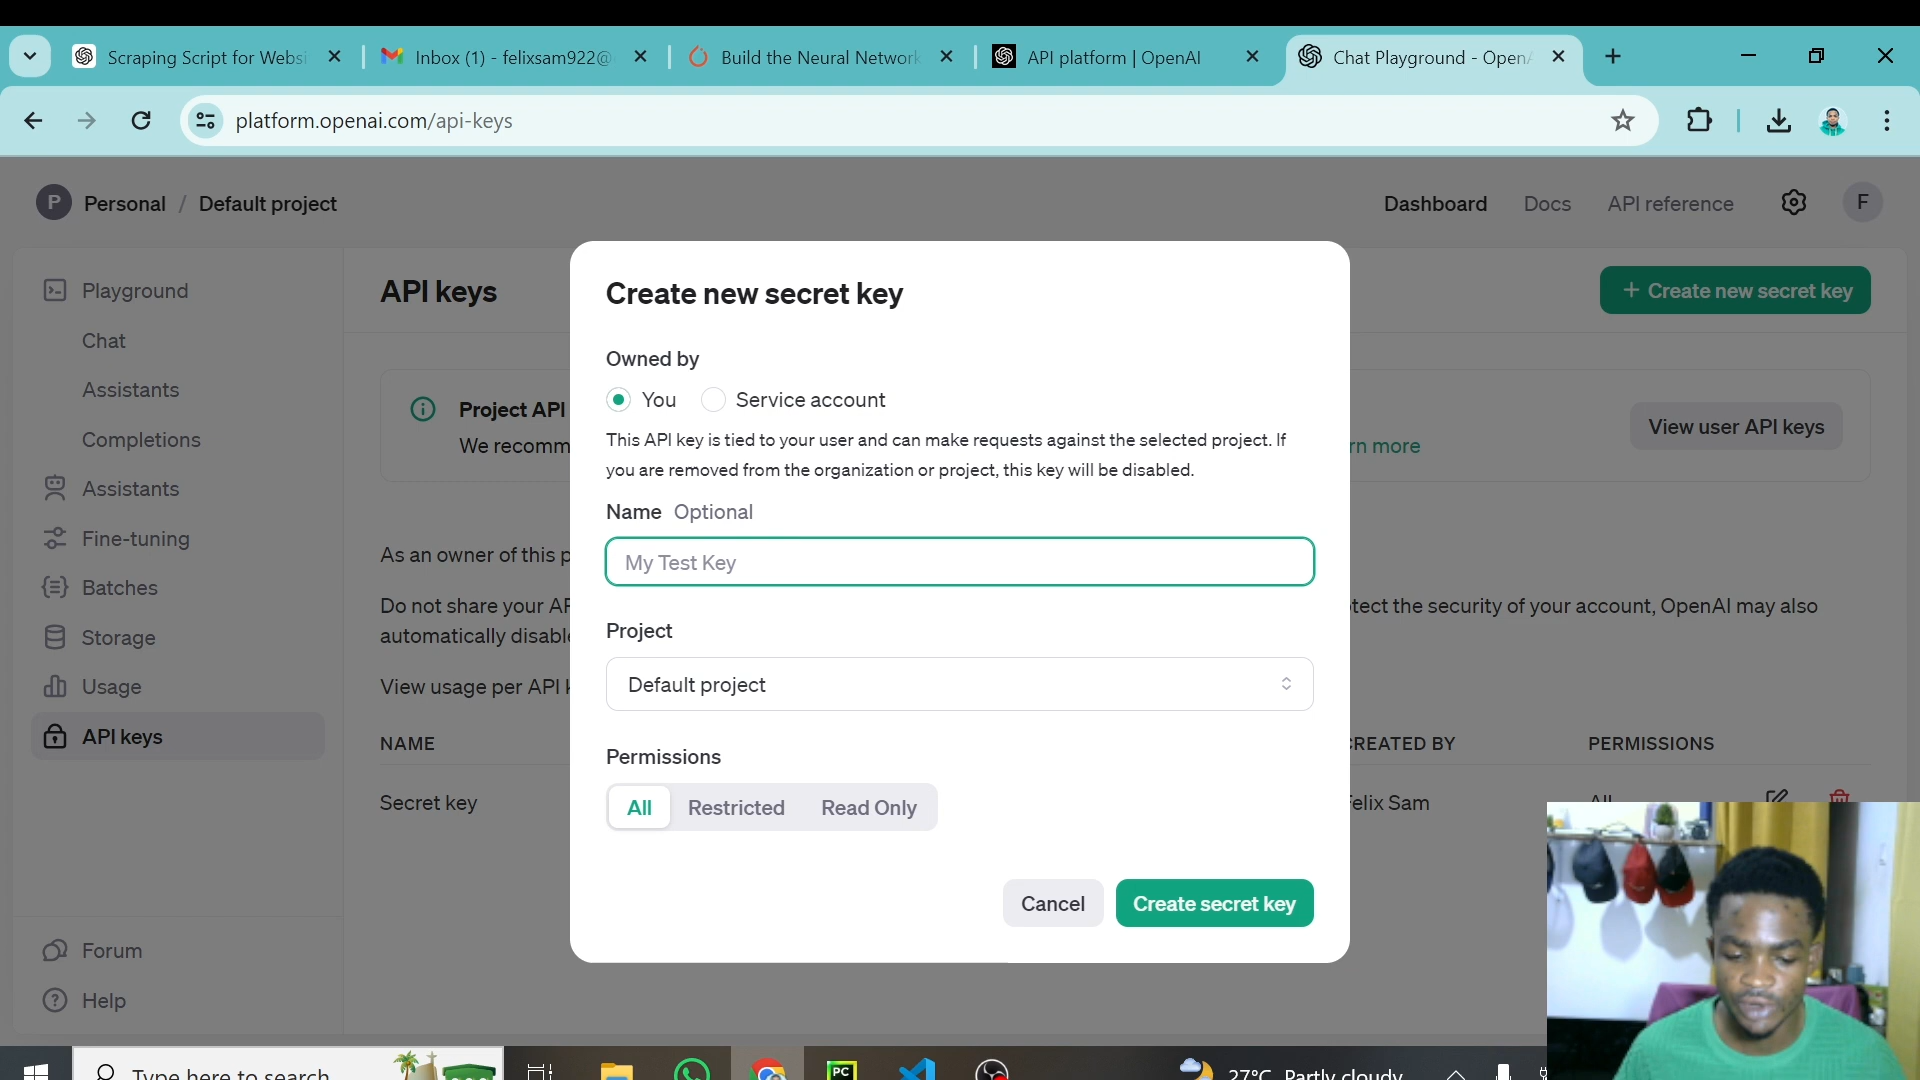 Scraping Script for Websi
Inbox (1) - felixsam922@
Build the Neural Network
API platform | OpenAI
Chat Playground - OpenA
platform.openai.com/api-keys
P Personal / Default project
Dashboard Docs API reference F
Playground
Chat
Assistants
Completions
Assistants
Fine-tuning
Batches
Storage
Usage
API keys
Forum
Help
API keys
+ Create new secret key
Project API
We recomm
rn more
View user API keys
As an owner of this p
Do not share your AP
tect the security of your account, OpenAI may also
automatically disable
View usage per API k
NAME
CREATED BY
PERMISSIONS
Secret key
Felix Sam
All
Create new secret key
Owned by
You Service account
This API key is tied to your user and can make requests against the selected project. If
you are removed from the organization or project, this key will be disabled.
Name Optional
My Test Key
Project
Default project
Permissions
All Restricted Read Only
Cancel Create secret key
Type here to search
PC
27°C Partly cloudy